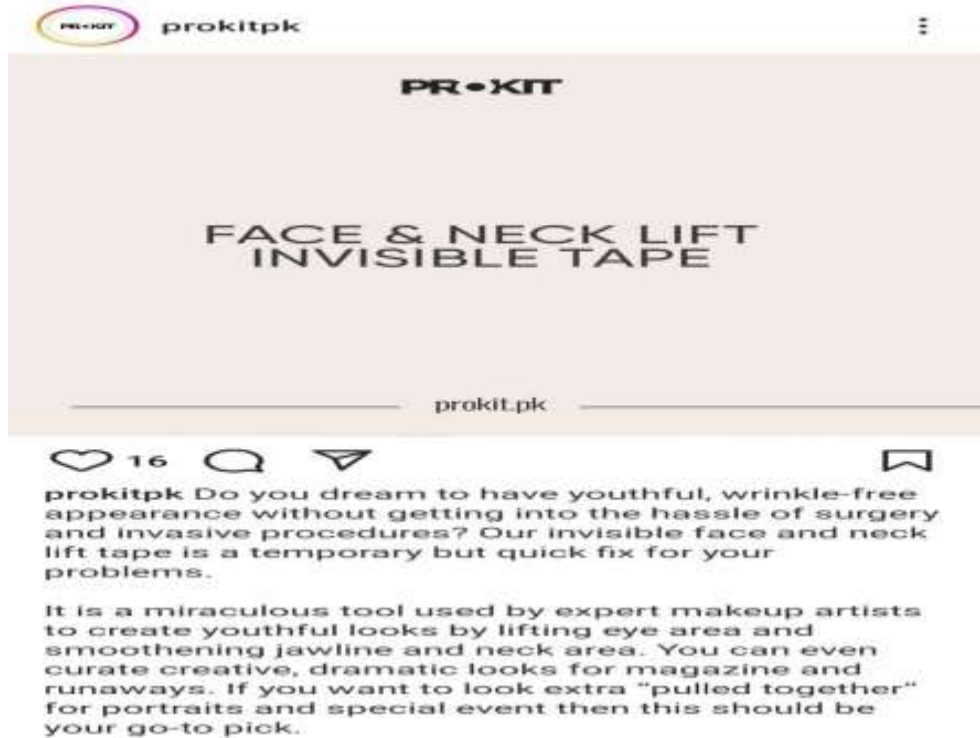 PR•KIT prokitpk
PR•KIT
FACE & NECK LIFT
INVISIBLE TAPE
prokit.pk
16
prokitpk Do you dream to have youthful, wrinkle-free
appearance without getting into the hassle of surgery
and invasive procedures? Our invisible face and neck
lift tape is a temporary but quick fix for your
problems.
It is a miraculous tool used by expert makeup artists
to create youthful looks by lifting eye area and
smoothening jawline and neck area. You can even
curate creative, dramatic looks for magazine and
runaways. If you want to look extra "pulled together"
for portraits and special event then this should be
your go-to pick.